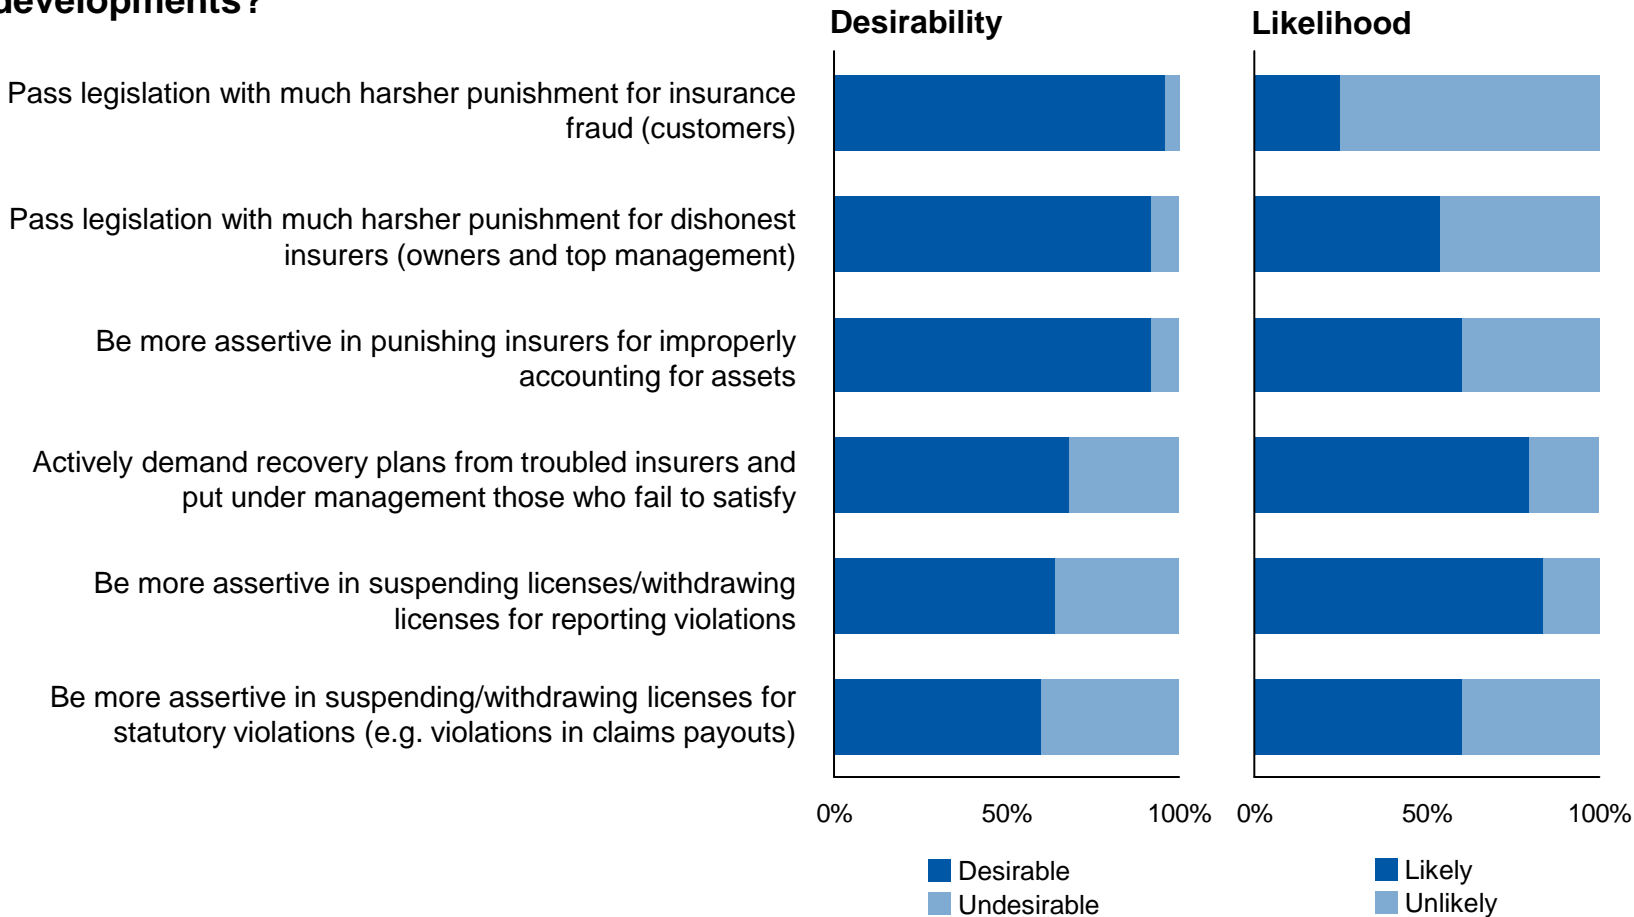 developments?
Desirability
Likelihood
Pass legislation with much harsher punishment for insurance
fraud (customers)
Pass legislation with much harsher punishment for dishonest
insurers (owners and top management)
Be more assertive in punishing insurers for improperly
accounting for assets
Actively demand recovery plans from troubled insurers and
put under management those who fail to satisfy
Be more assertive in suspending licenses/withdrawing
licenses for reporting violations
Be more assertive in suspending/withdrawing licenses for
statutory violations (e.g. violations in claims payouts)
0% 50% 100%
0% 50% 100%
Desirable
Undesirable
Likely
Unlikely